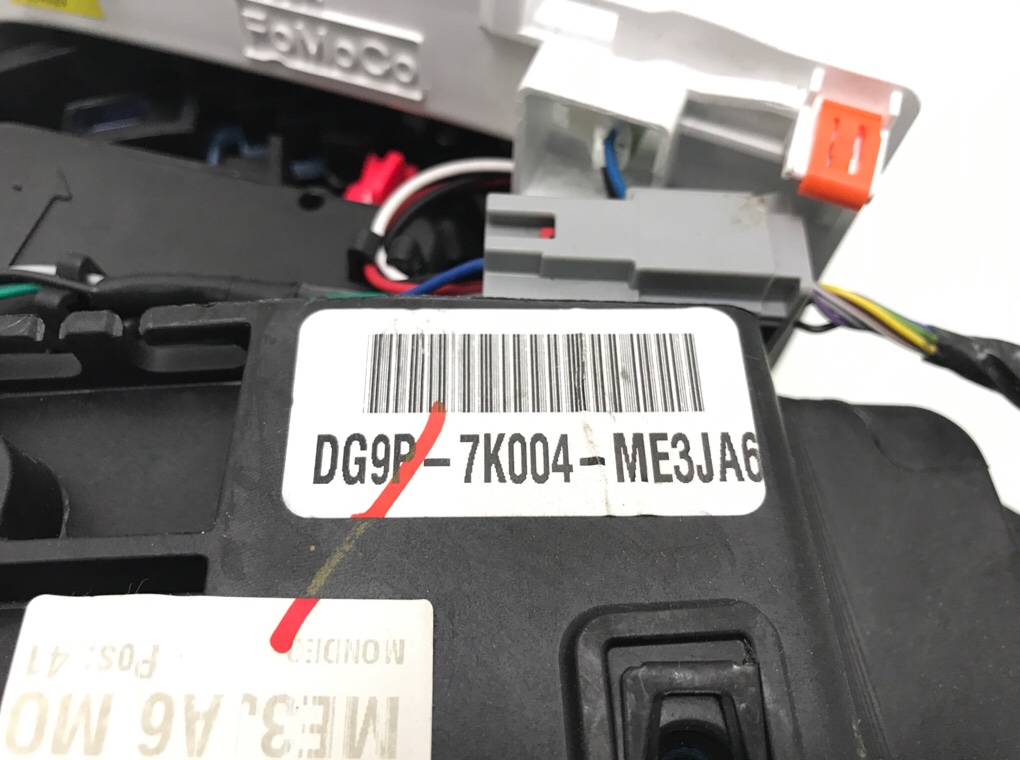 FoMoCo
DG9P-7K004-ME3JA6
MONDEO
Pos: 41
ME3JA6 MO